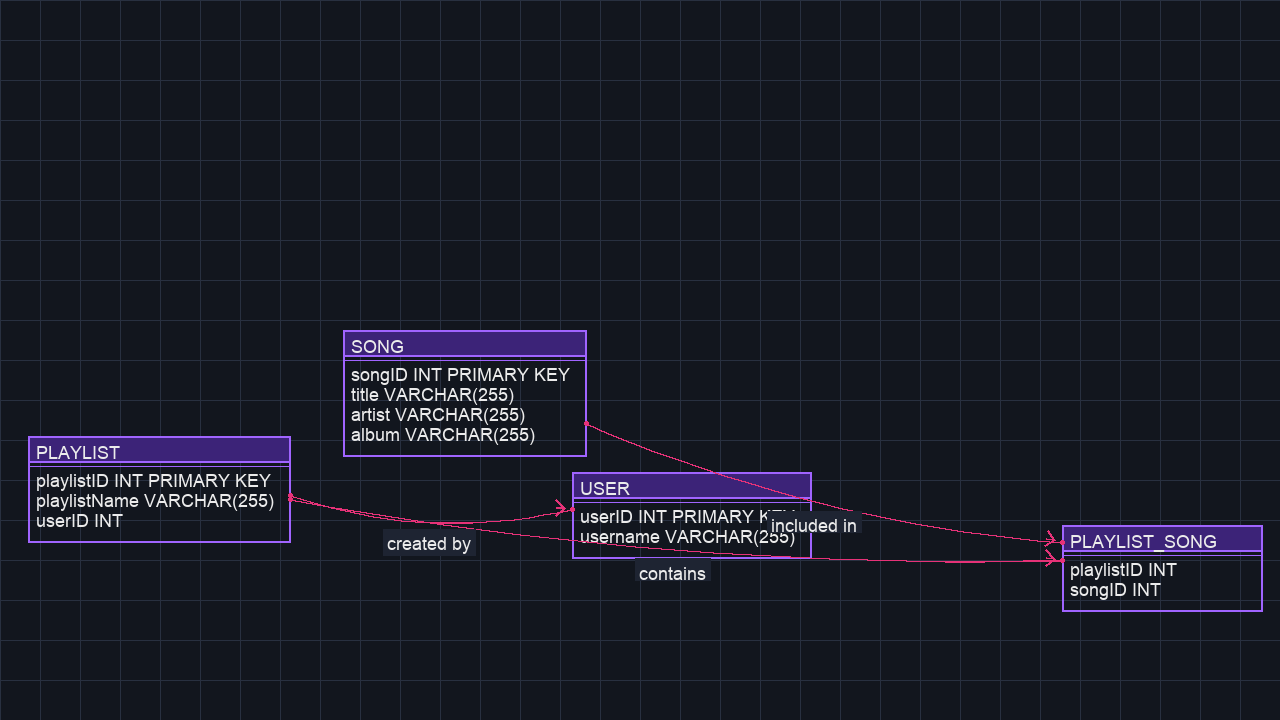 SONG
songID INT PRIMARY KEY
title VARCHAR(255)
artist VARCHAR(255)
album VARCHAR(255)
PLAYLIST
playlistID INT PRIMARY KEY
playlistName VARCHAR(255)
userID INT
USER
userID INT PRIMARY KEY
username VARCHAR(255)
included in
created by
contains
PLAYLIST_SONG
playlistID INT
songID INT